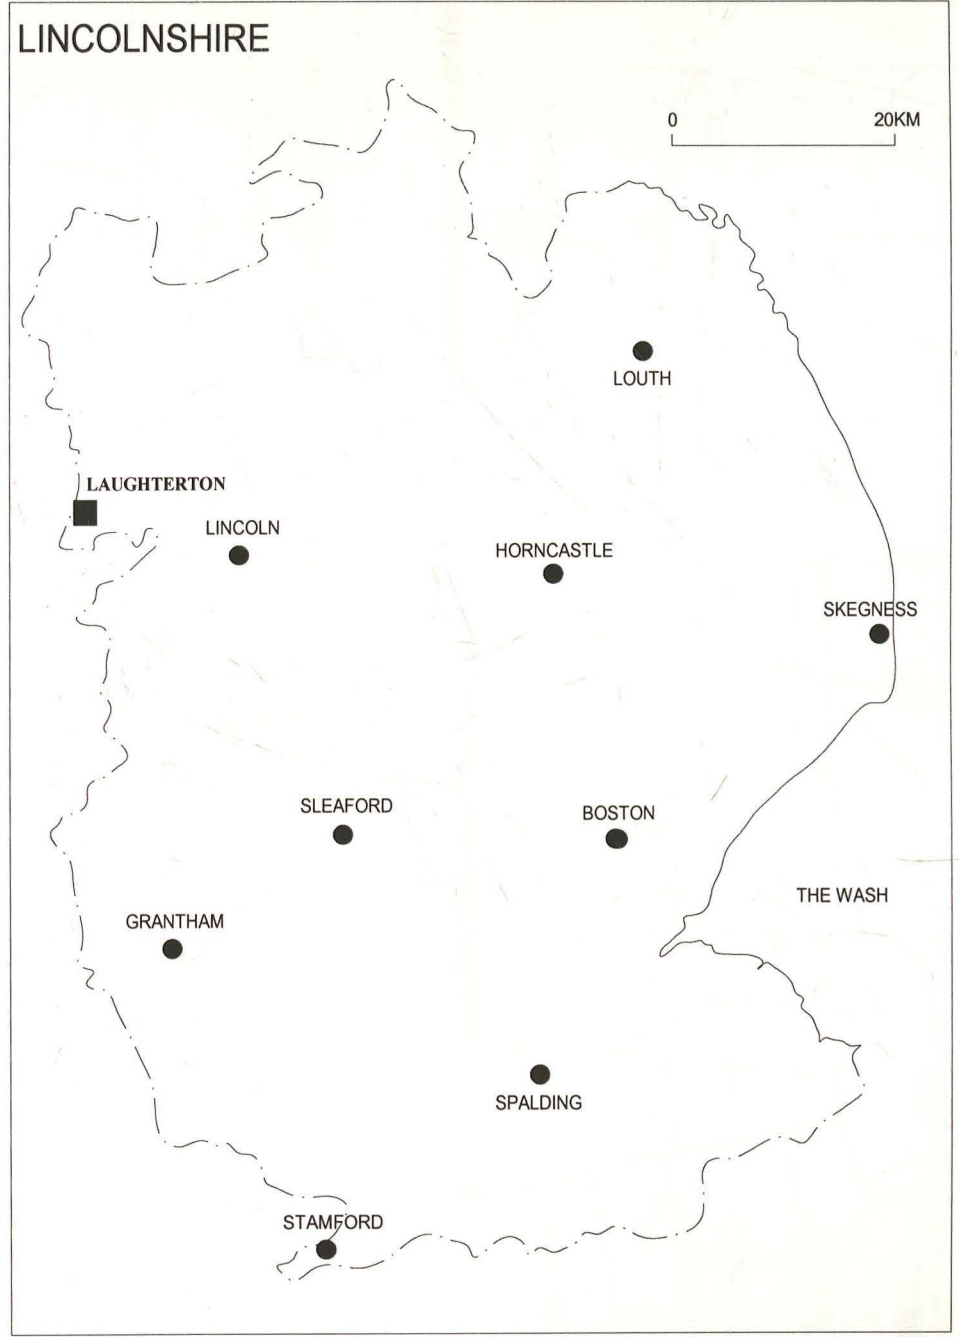 LINCOLNSHIRE
0 20KM
LOUTH
LAUGHTERTON
LINCOLN
HORNCASTLE
SKEGNESS
SLEAFORD
BOSTON
THE WASH
GRANTHAM
SPALDING
STAMFORD